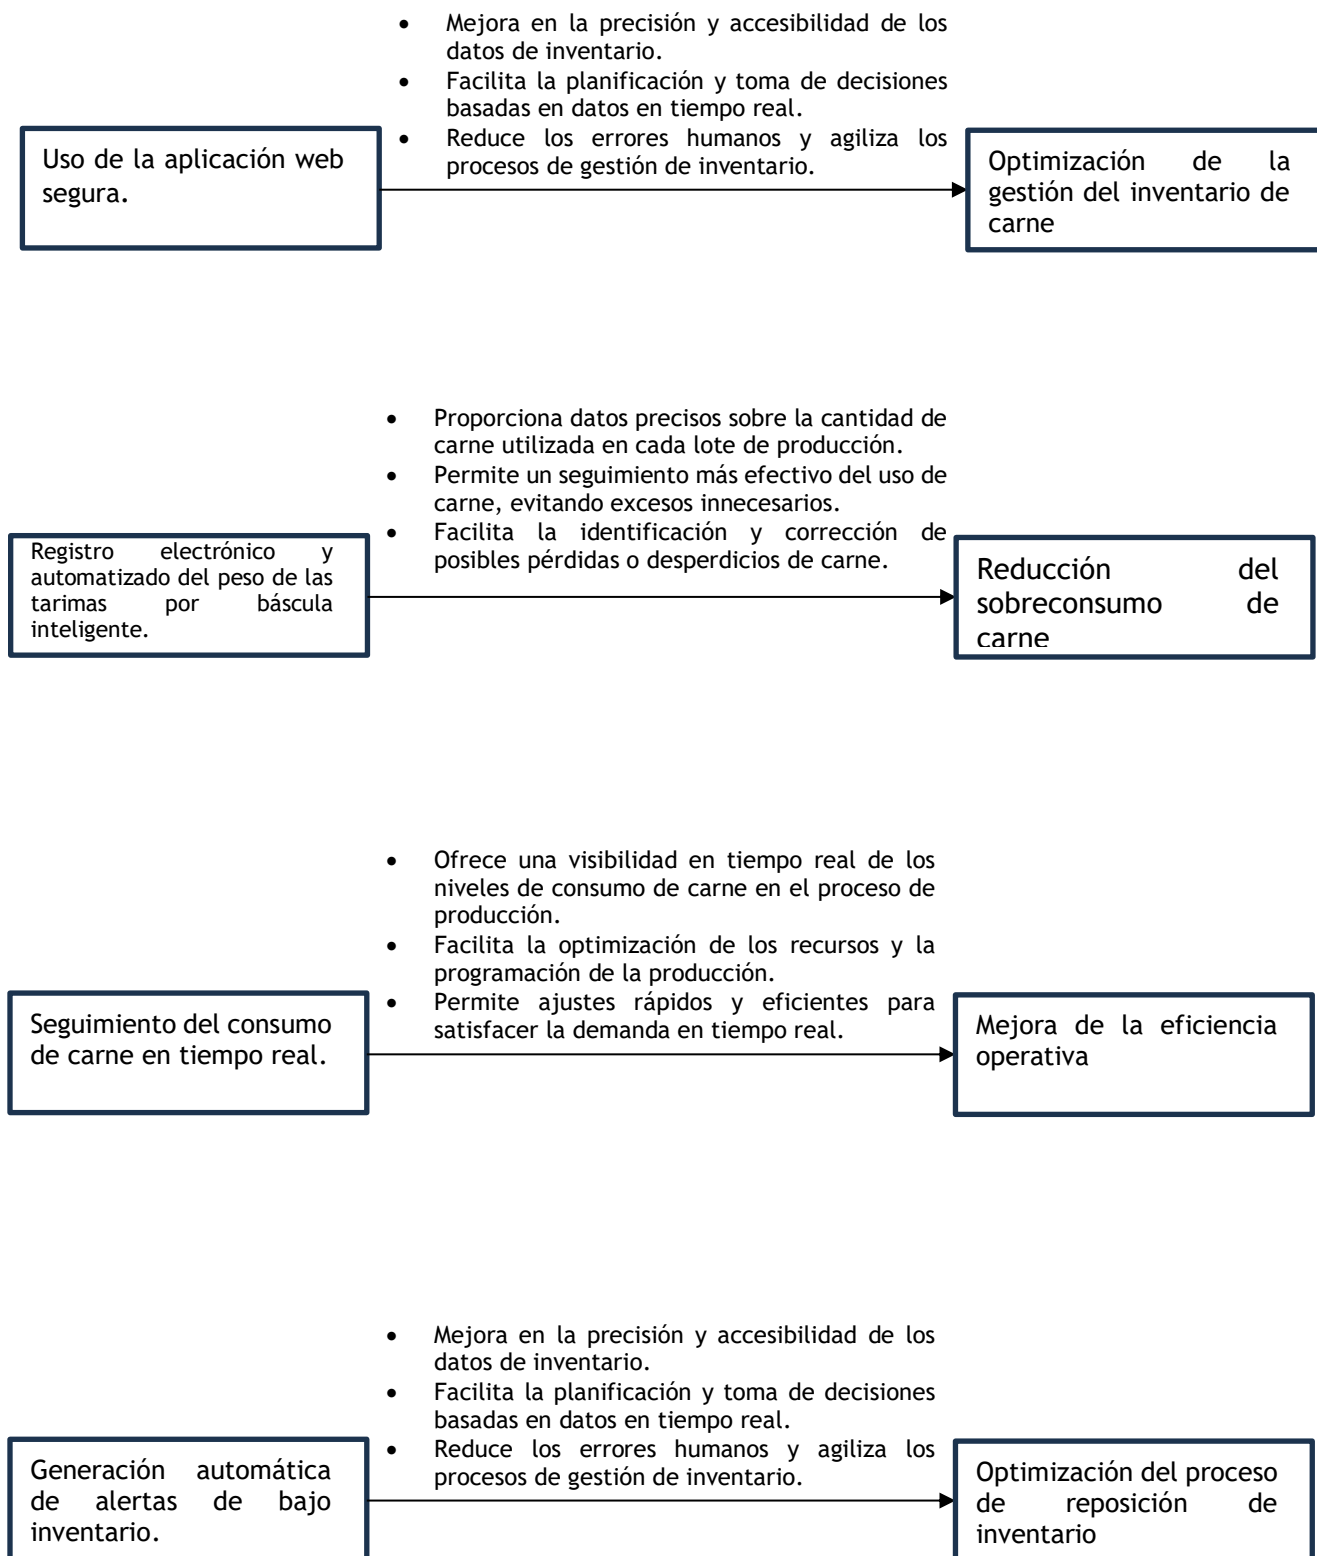 • Mejora en la precisión y accesibilidad de los
datos de inventario.
• Facilita la planificación y toma de decisiones
basadas en datos en tiempo real.
• Reduce los errores humanos y agiliza los
procesos de gestión de inventario.
Uso de la aplicación web
segura.
Optimización de la
gestión del inventario de
carne
• Proporciona datos precisos sobre la cantidad de
carne utilizada en cada lote de producción.
• Permite un seguimiento más efectivo del uso de
carne, evitando excesos innecesarios.
• Facilita la identificación y corrección de
posibles pérdidas o desperdicios de carne.
Registro electrónico y
automatizado del peso de las
tarimas por báscula
inteligente.
Reducción del
sobreconsumo de
carne
• Ofrece una visibilidad en tiempo real de los
niveles de consumo de carne en el proceso de
producción.
• Facilita la optimización de los recursos y la
programación de la producción.
• Permite ajustes rápidos y eficientes para
satisfacer la demanda en tiempo real.
Seguimiento del consumo
de carne en tiempo real.
Mejora de la eficiencia
operativa
• Mejora en la precisión y accesibilidad de los
datos de inventario.
• Facilita la planificación y toma de decisiones
basadas en datos en tiempo real.
• Reduce los errores humanos y agiliza los
procesos de gestión de inventario.
Generación automática
de alertas de bajo
inventario.
Optimización del proceso
de reposición de
inventario